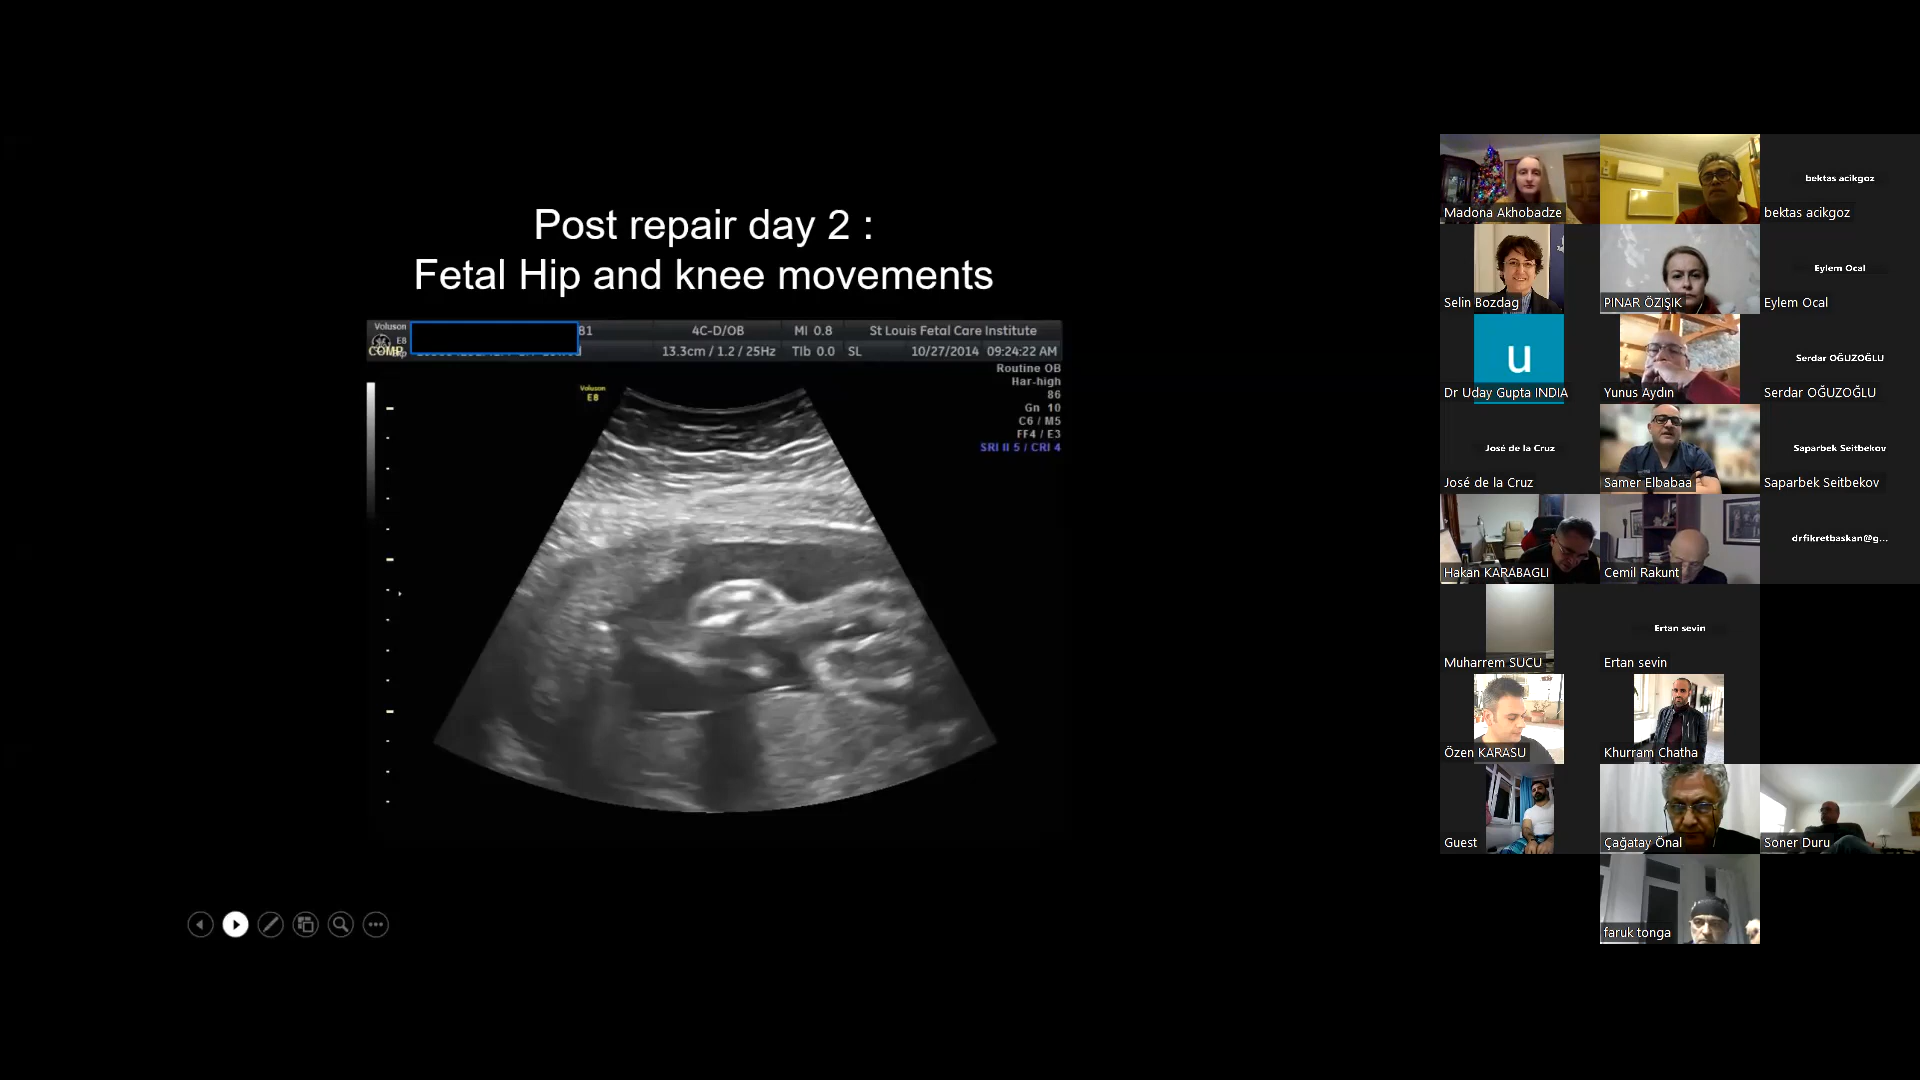 Post repair day 2 :
Fetal Hip and knee movements
Voluson
E8
81
4C-D/OB
MI 0.8
St Louis Fetal Care Institute
COMP
13.3cm / 1.2 / 25Hz
TIb 0.0
SL
10/27/2014
09:24:22 AM
Routine OB
Har-high
86
Gn 10
C6 / M5
FF4 / E3
SRI II 5 / CRI 4
Voluson
E8
Madona Akhobadze
bektas acikgoz
bektas acikgoz
Selin Bozdag
PINAR ÖZIŞIK
Eylem Ocal
Eylem Ocal
u
Dr Uday Gupta INDIA
Yunus Aydın
Serdar OĞUZOĞLU
Serdar OĞUZOĞLU
José de la Cruz
José de la Cruz
Samer Elbabaa
Saparbek Seitbekov
Saparbek Seitbekov
Hakan KARABAGLI
Cemil Rakunt
drfikretbaskan@g...
Muharrem SUCU
Ertan sevin
Ertan sevin
Özen KARASU
Khurram Chatha
Guest
Çağatay Önal
Soner Duru
faruk tonga